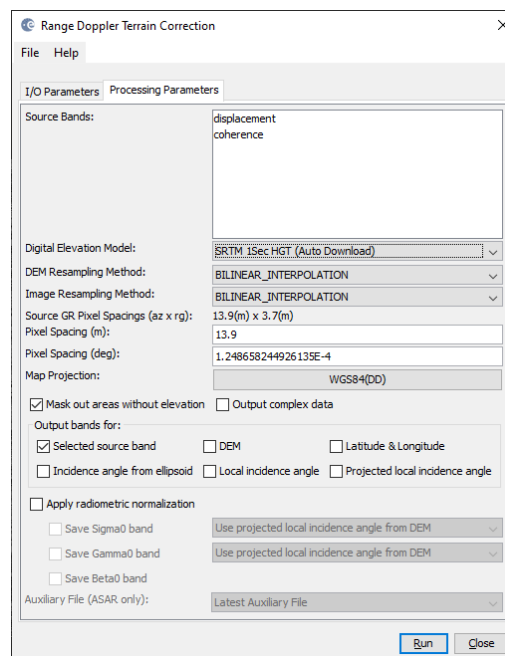 Range Doppler Terrain Correction
File Help
I/O Parameters Processing Parameters
Source Bands: displacement
coherence
Digital Elevation Model: SRTM 1Sec HGT (Auto Download)
DEM Resampling Method: BILINEAR_INTERPOLATION
Image Resampling Method: BILINEAR_INTERPOLATION
Source GR Pixel Spacings (az x rg): 13.9(m) x 3.7(m)
Pixel Spacing (m): 13.9
Pixel Spacing (deg): 1.248658244926135E-4
Map Projection: WGS84(DD)
Mask out areas without elevation Output complex data
Output bands for:
Selected source band DEM Latitude & Longitude
Incidence angle from ellipsoid Local incidence angle Projected local incidence angle
Apply radiometric normalization
Save Sigma0 band Use projected local incidence angle from DEM
Save Gamma0 band Use projected local incidence angle from DEM
Save Beta0 band
Auxiliary File (ASAR only): Latest Auxiliary File
Run Close